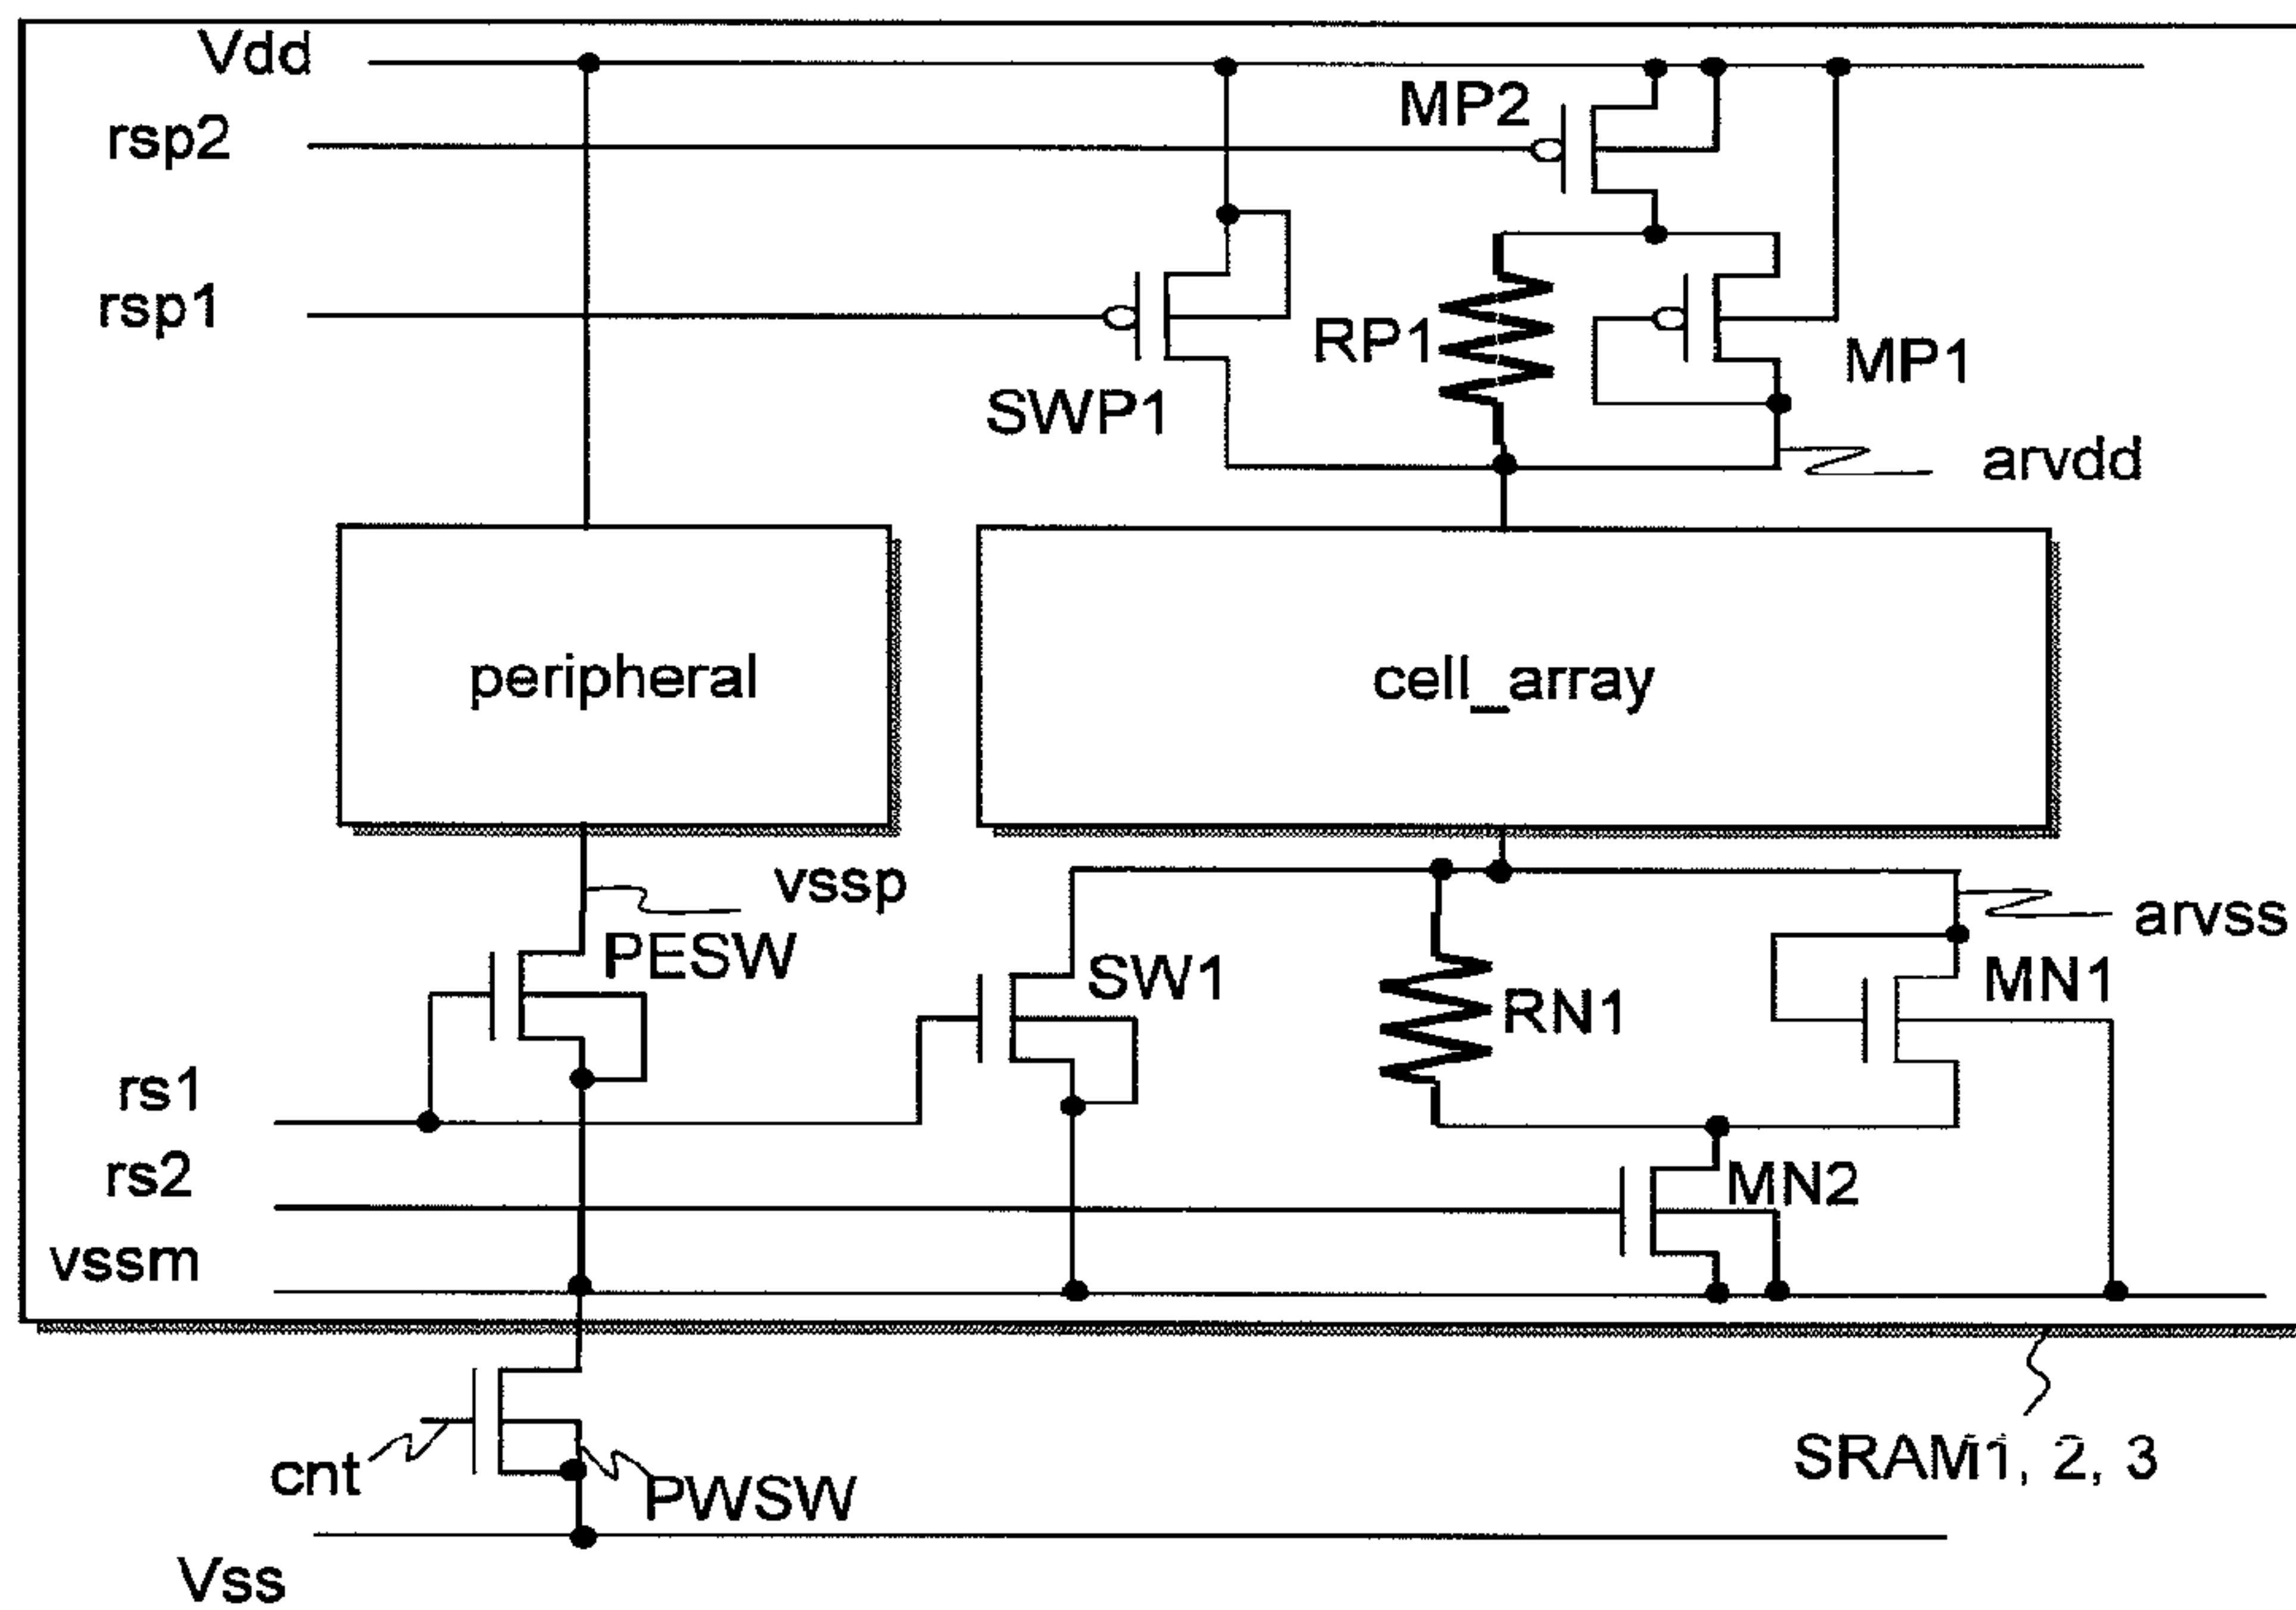 Vdd
MP2
rsp2
rsp1
RP1
MP1
SWP1
arvdd
peripheral
cell_array
vssp
arvss
PESW
SW1
MN1
RN1
rs1
rs2
MN2
vssm
cnt
PWSW
SRAM1, 2, 3
Vss